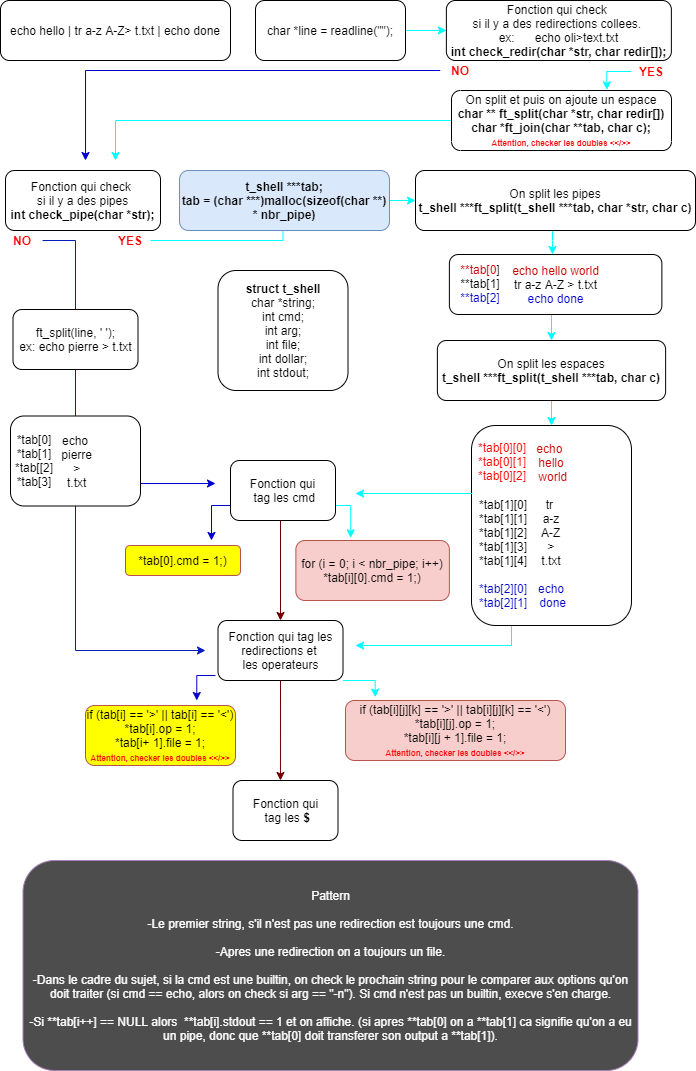 echo hello | tr a-z A-Z> t.txt | echo done
char *line = readline("");
Fonction qui check
si il y a des redirections collees.
ex: echo oli>text.txt
int check_redir(char *str, char redir[]);
NO
YES
On split et puis on ajoute un espace
char ** ft_split(char *str, char redir[])
char *ft_join(char **tab, char c);
Attention, checker les doubles <</>>
Fonction qui check
si il y a des pipes
int check_pipe(char *str);
t_shell ***tab;
tab = (char ***)malloc(sizeof(char **)
* nbr_pipe)
On split les pipes
t_shell ***ft_split(t_shell ***tab, char *str, char c)
NO
YES
**tab[0] echo hello world
**tab[1] tr a-z A-Z > t.txt
**tab[2] echo done
struct t_shell
char *string;
int cmd;
int arg;
int file;
int dollar;
int stdout;
ft_split(line, ' ');
ex: echo pierre > t.txt
On split les espaces
t_shell ***ft_split(t_shell ***tab, char c)
*tab[0] echo
*tab[1] pierre
*tab[[2] >
*tab[3] t.txt
*tab[0][0] echo
*tab[0][1] hello
*tab[0][2] world
*tab[1][0] tr
*tab[1][1] a-z
*tab[1][2] A-Z
*tab[1][3] >
*tab[1][4] t.txt
*tab[2][0] echo
*tab[2][1] done
Fonction qui
tag les cmd
*tab[0].cmd = 1;)
for (i = 0; i < nbr_pipe; i++)
*tab[i][0].cmd = 1;)
Fonction qui tag les
redirections et
les operateurs
if (tab[i] == '>' || tab[i] == '<')
*tab[i].op = 1;
*tab[i+ 1].file = 1;
Attention, checker les doubles <</>>
if (tab[i][j][k] == '>' || tab[i][j][k] == '<')
*tab[i][j].op = 1;
*tab[i][j + 1].file = 1;
Attention, checker les doubles <</>>
Fonction qui
tag les $
Pattern
-Le premier string, s'il n'est pas une redirection est toujours une cmd.
-Apres une redirection on a toujours un file.
-Dans le cadre du sujet, si la cmd est une builtin, on check le prochain string pour le comparer aux options qu'on
doit traiter (si cmd == echo, alors on check si arg == "-n"). Si cmd n'est pas un builtin, execve s'en charge.
-Si **tab[i++] == NULL alors **tab[i].stdout == 1 et on affiche. (si apres **tab[0] on a **tab[1] ca signifie qu'on a eu
un pipe, donc que **tab[0] doit transferer son output a **tab[1]).